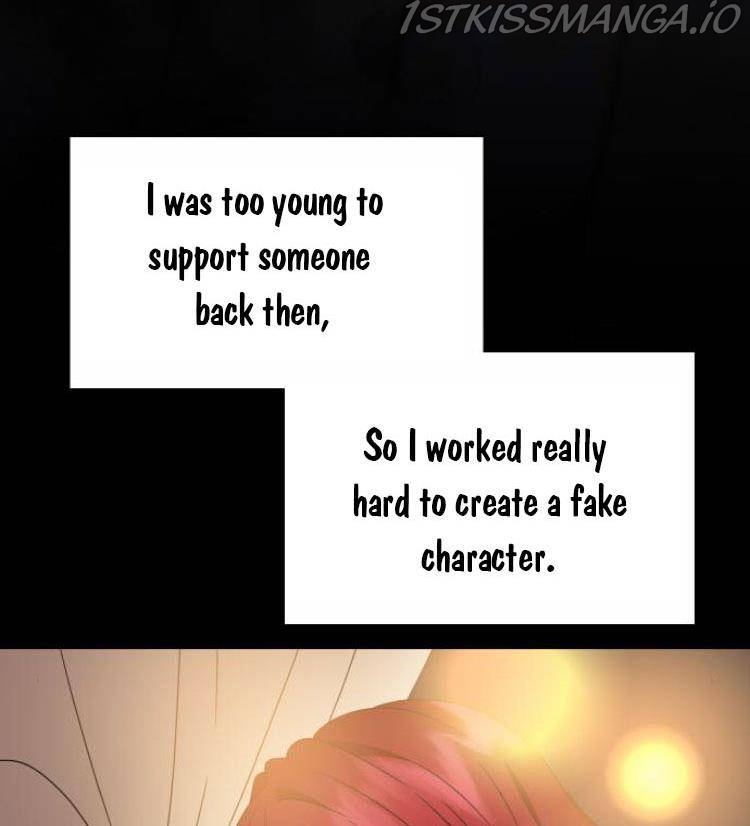 1STKISSMANGA.IO
I was too young to
support someone
back then,
So I worked really
hard to create a fake
character.